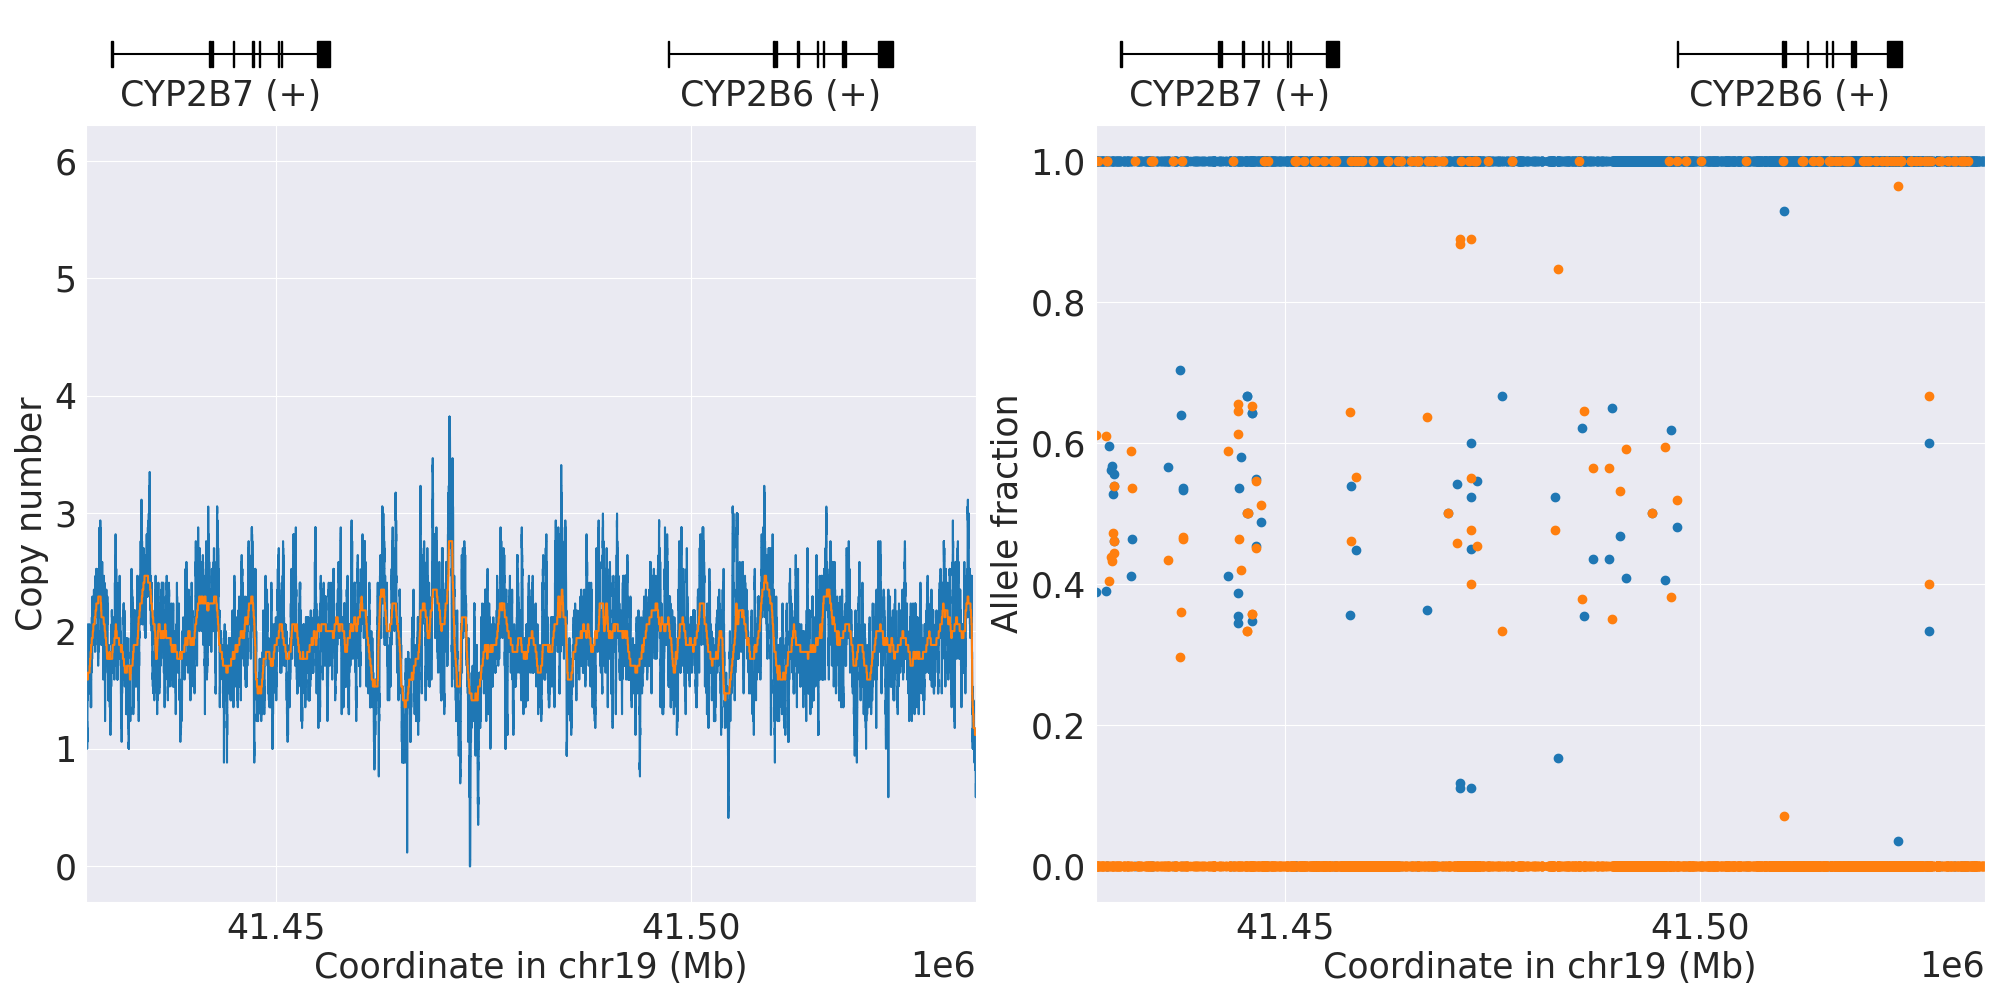 CYP2B7 (+)
CYP2B6 (+)
CYP2B7 (+)
CYP2B6 (+)
6
5
4
3
2
1
0
Copy number
41.45
41.50
Coordinate in chr19 (Mb)
1e6
1.0
0.8
0.6
0.4
0.2
0.0
Allele fraction
41.45
41.50
Coordinate in chr19 (Mb)
1e6